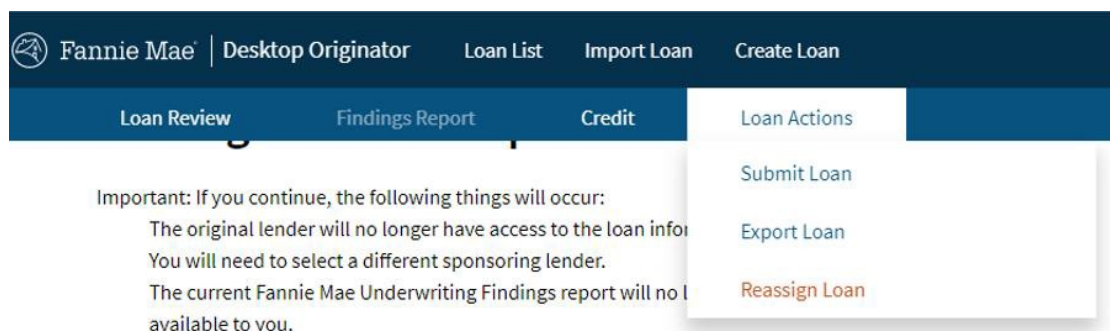 Fannie Mae | Desktop Originator Loan List Import Loan Create Loan
Loan Review Findings Report Credit Loan Actions
Submit Loan
Export Loan
Reassign Loan
Important: If you continue, the following things will occur:
The original lender will no longer have access to the loan
You will need to select a different sponsoring lender.
The current Fannie Mae Underwriting Findings report will no
available to you.